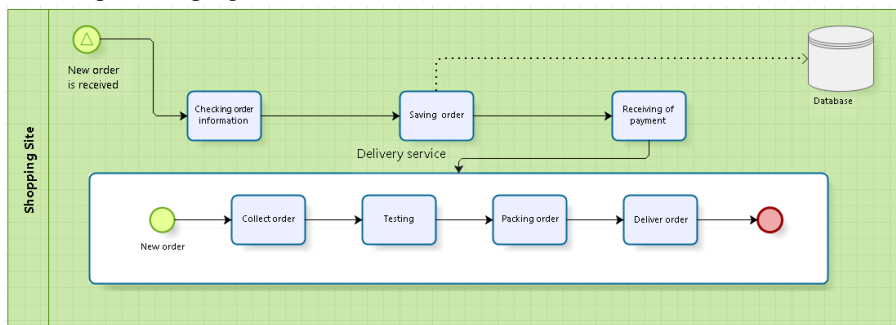 Shopping Site
New order
is received
Checking order
information
Saving order
Receiving of
payment
Database
Delivery service
New order
Collect order
Testing
Packing order
Deliver order